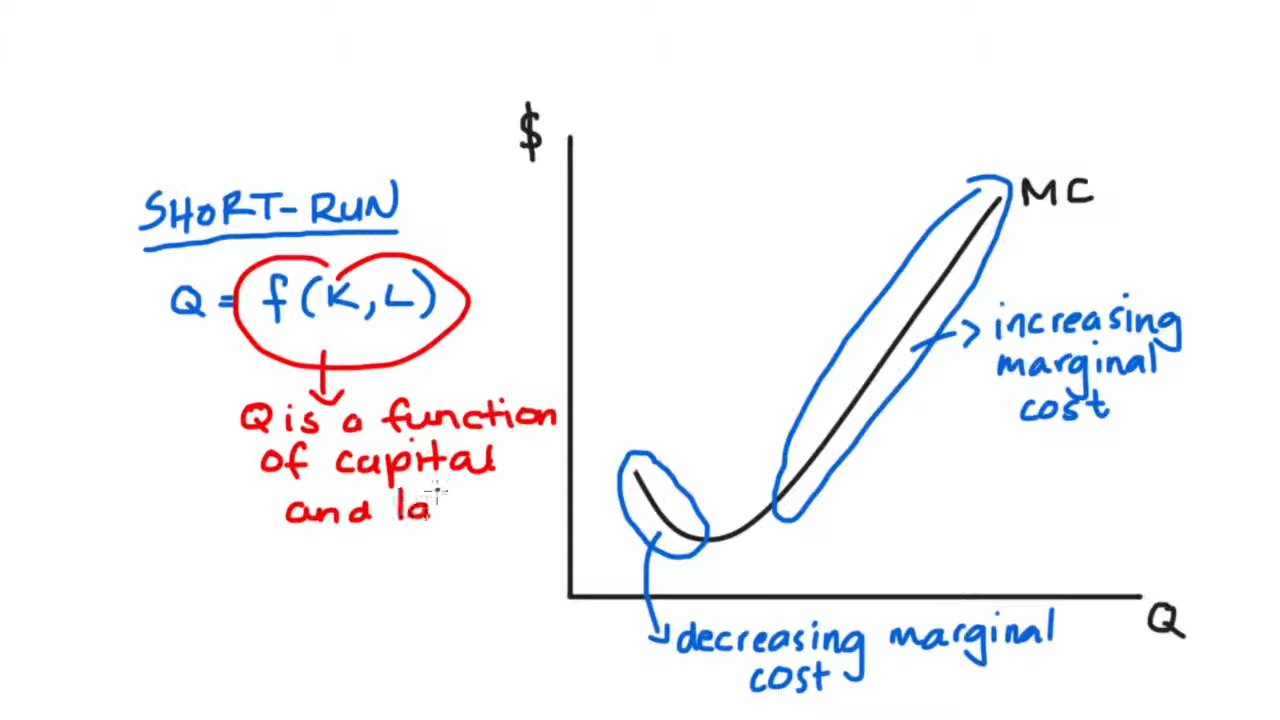 SHORT-RUN
Q = f(K,L)
Q is a function
of capital
and la
$
MC
increasing
marginal
cost
Q
decreasing marginal
cost